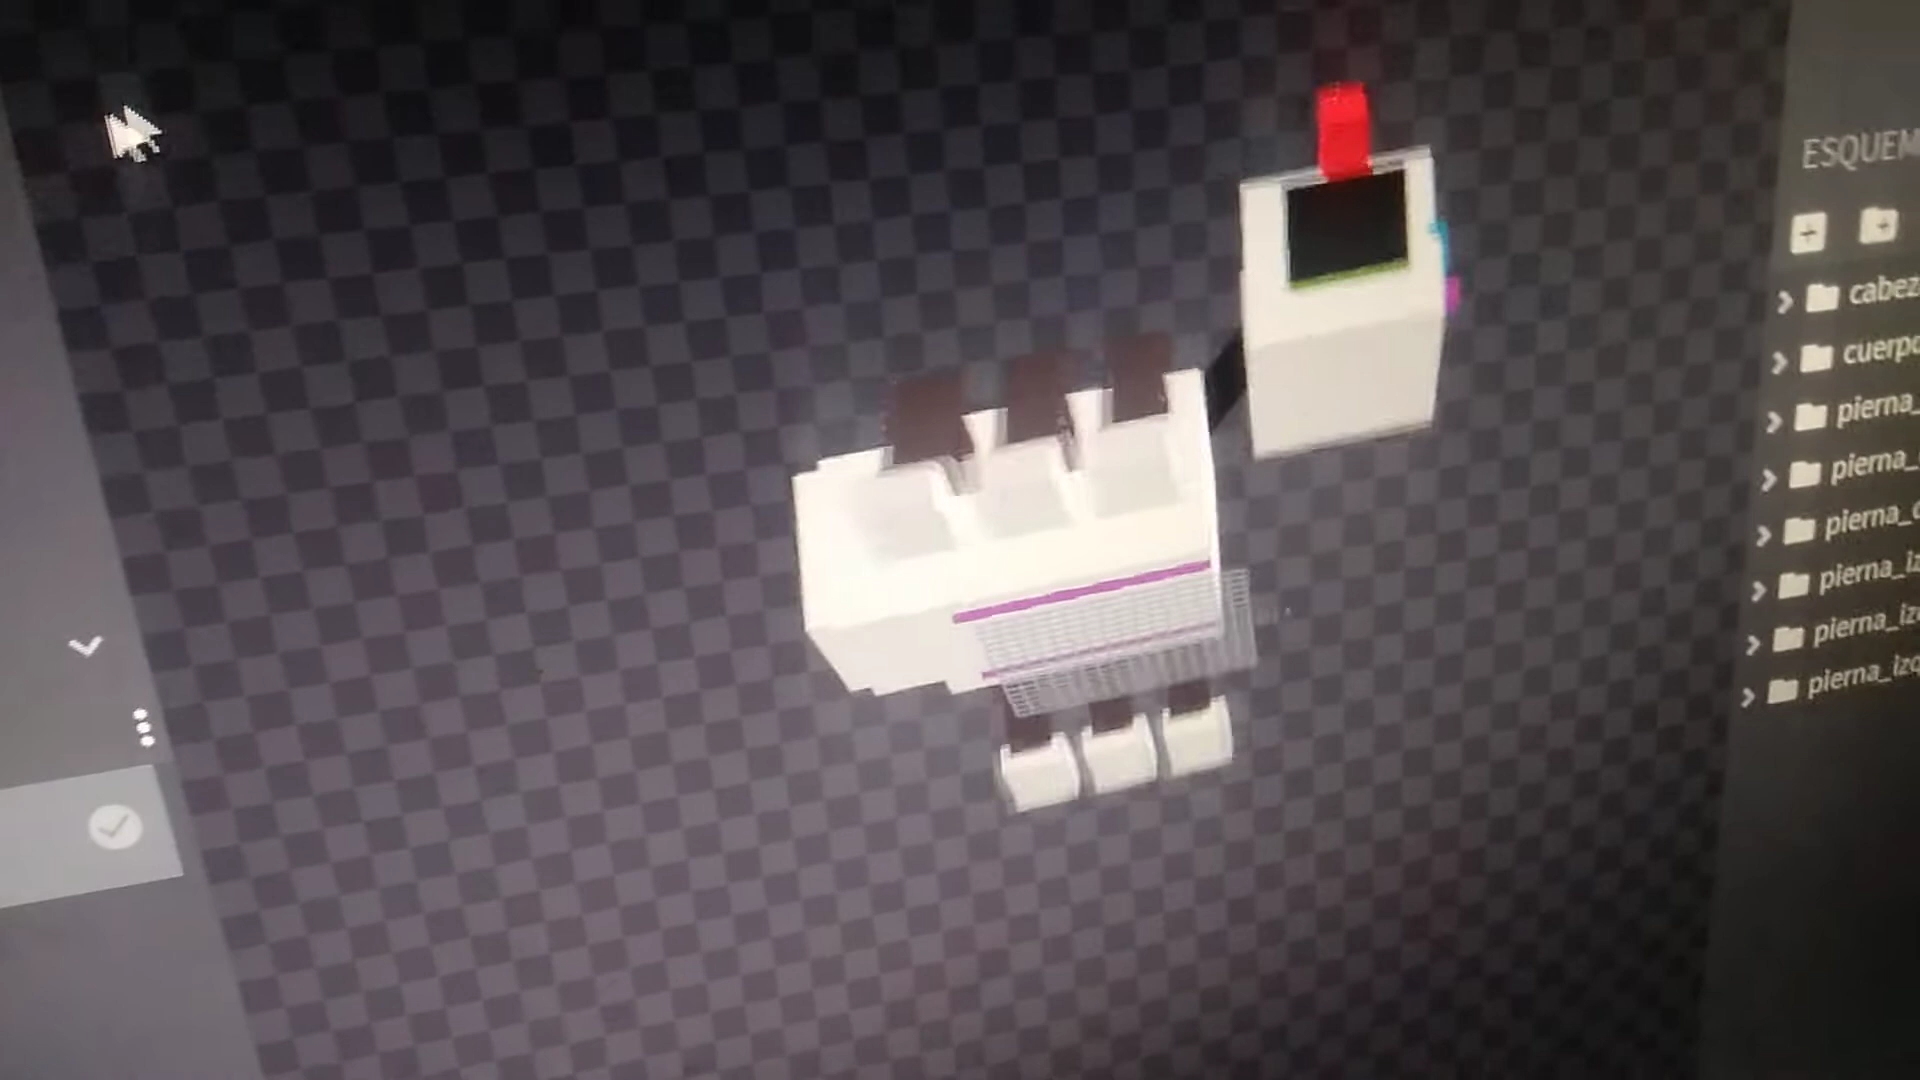 ESQUEM
cabez
cuerpo
pierna_
pierna_
pierna_
pierna_iz
pierna_iz
pierna_izq